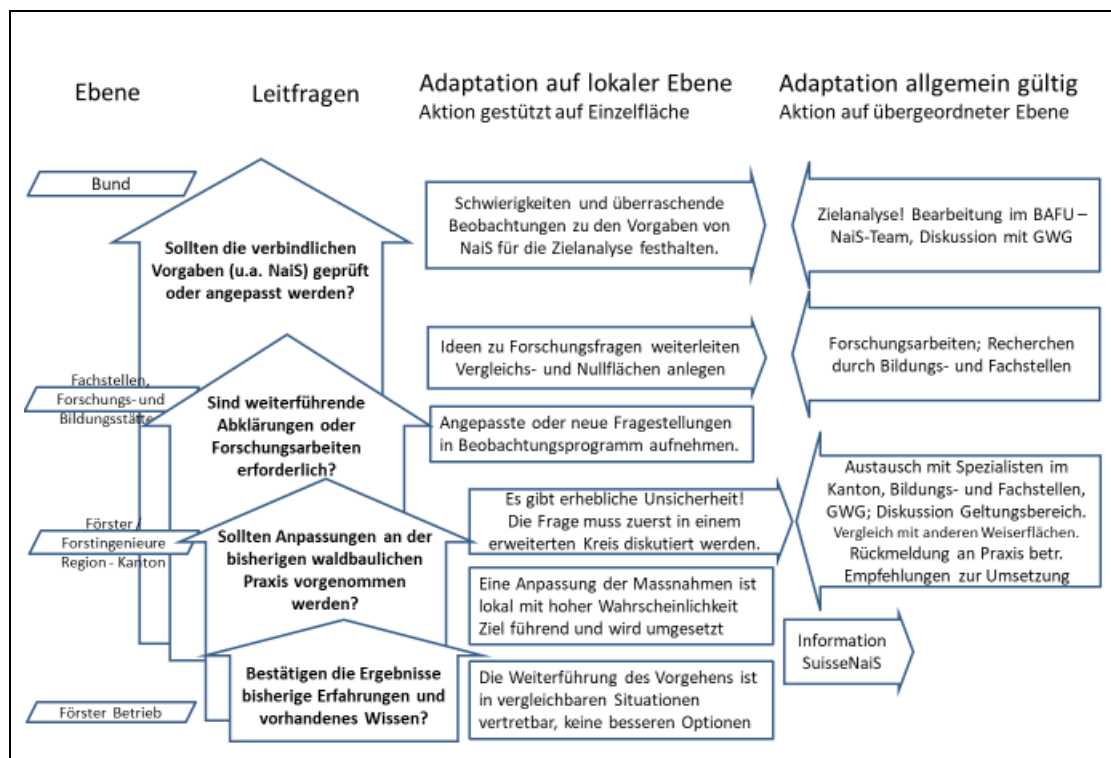 Ebene
Leitfragen
Adaptation auf lokaler Ebene
Aktion gestützt auf Einzelfläche
Adaptation allgemein gültig
Aktion auf übergeordneter Ebene
Bund
Sollten die verbindlichen
Vorgaben (u.a. NaiS) geprüft
oder angepasst werden?
Schwierigkeiten und überraschende
Beobachtungen zu den Vorgaben von
NaiS für die Zielanalyse festhalten.
Zielanalyse! Bearbeitung im BAFU –
NaiS-Team, Diskussion mit GWG
Fachstellen,
Forschungs- und
Bildungsstätte
Sind weiterführende
Abklärungen oder
Forschungsarbeiten
erforderlich?
Ideen zu Forschungsfragen weiterleiten
Vergleichs- und Nullflächen anlegen
Forschungsarbeiten; Recherchen
durch Bildungs- und Fachstellen
Angepasste oder neue Fragestellungen
in Beobachtungsprogramm aufnehmen.
Förster /
Forstingenieure
Region - Kanton
Sollten Anpassungen an der
bisherigen waldbaulichen
Praxis vorgenommen
werden?
Es gibt erhebliche Unsicherheit!
Die Frage muss zuerst in einem
erweiterten Kreis diskutiert werden.
Austausch mit Spezialisten im
Kanton, Bildungs- und Fachstellen,
GWG; Diskussion Geltungsbereich.
Vergleich mit anderen Weiserflächen.
Rückmeldung an Praxis betr.
Empfehlungen zur Umsetzung
Eine Anpassung der Massnahmen ist
lokal mit hoher Wahrscheinlichkeit
Ziel führend und wird umgesetzt
Information
SuisseNaiS
Förster Betrieb
Bestätigen die Ergebnisse
bisherige Erfahrungen und
vorhandenes Wissen?
Die Weiterführung des Vorgehens ist
in vergleichbaren Situationen
vertretbar, keine besseren Optionen